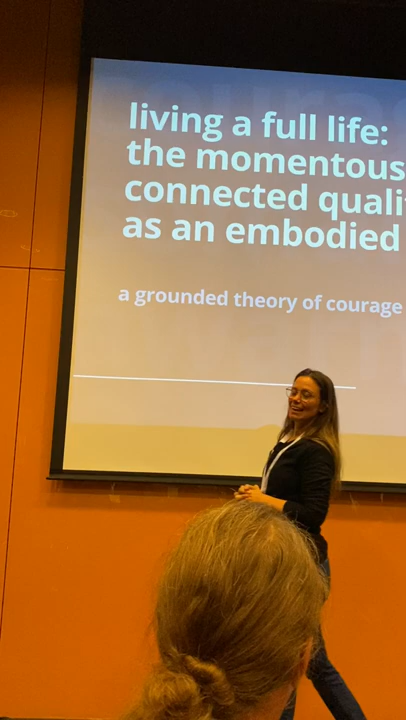 living a full life:
the momentous
connected quali
as an embodied
a grounded theory of courage